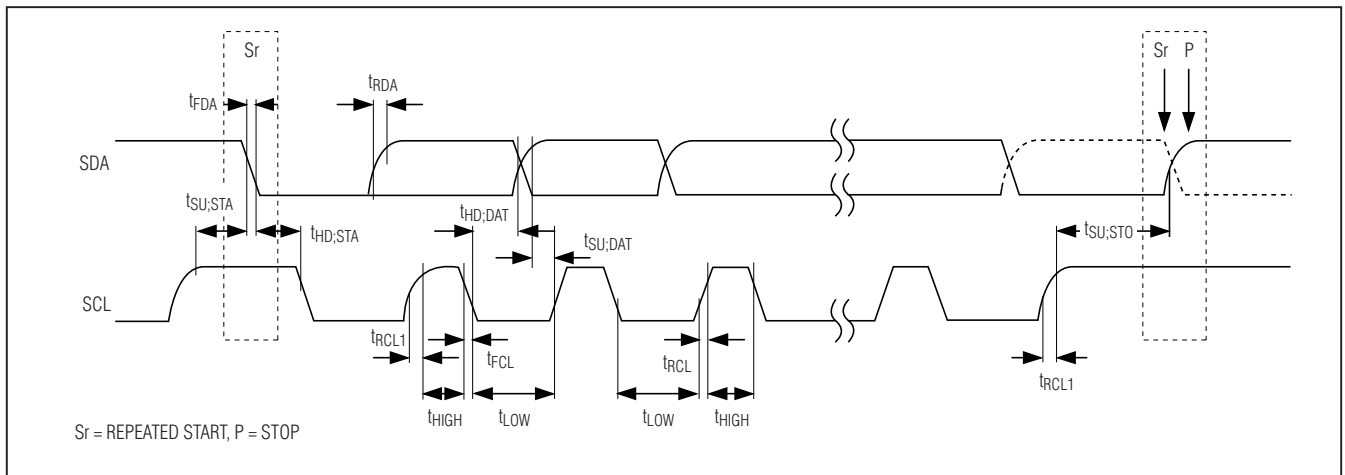 Sr
Sr P
tFDA
tRDA
SDA
tSU;STA
tHD;STA
tHD;DAT
tSU;DAT
tSU;STO
SCL
tRCL1
tFCL
tRCL
tRCL1
tHIGH
tLOW
tLOW
tHIGH
Sr = REPEATED START, P = STOP